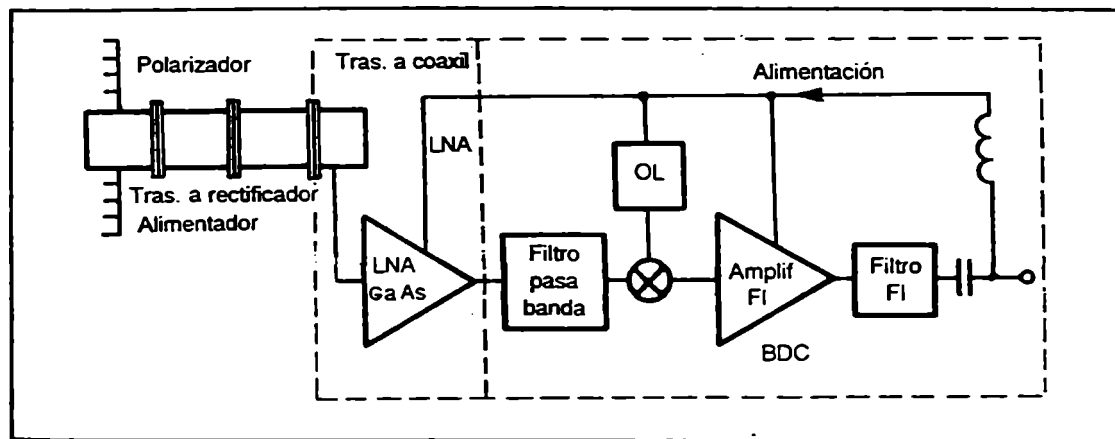 Polarizador
Tras. a coaxil
Alimentación
LNA
OL
Tras. a rectificador
Alimentador
LNA
Ga As
Filtro
pasa
banda
Amplif
FI
Filtro
FI
BDC